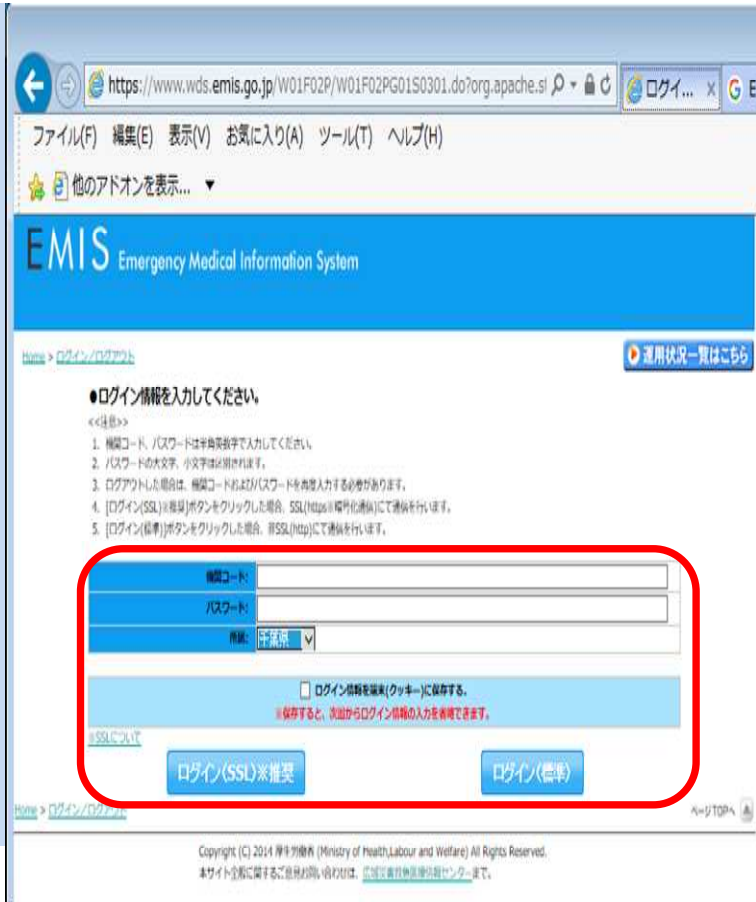 https://www.wds.emis.go.jp/W01F02P/W01F02PG01S0301.do?org.apache.sl
ログイ... ×
G E
ファイル(F) 編集(E) 表示(V) お気に入り(A) ツール(T) ヘルプ(H)
他のアドオンを表示... ▼
EMIS Emergency Medical Information System
Home > ログイン/ログアウト
運用状況一覧はこちら
●ログイン情報を入力してください。
<<注意>>
1. 機関コード、パスワードは半角英数字で入力してください。
2. パスワードの大文字、小文字は区別されます。
3. ログアウトした場合は、機関コードおよびパスワードを再度入力する必要があります。
4. [ログイン(SSL)※推奨]ボタンをクリックした場合、SSL(https※暗号化通信)にて通信を行います。
5. [ログイン(標準)]ボタンをクリックした場合、非SSL(http)にて通信を行います。
機関コード:
パスワード:
所属: 千葉県
ログイン情報を端末(クッキー)に保存する。
※保存すると、次回からログイン情報の入力を省略できます。
※SSLについて
ログイン(SSL)※推奨
ログイン(標準)
Home > ログイン/ログアウト
ページTOPへ
Copyright (C) 2014 厚生労働省 (Ministry of Health,Labour and Welfare) All Rights Reserved.
本サイト全般に関するご意見お問い合わせは、広域災害救急医療情報センターまで。